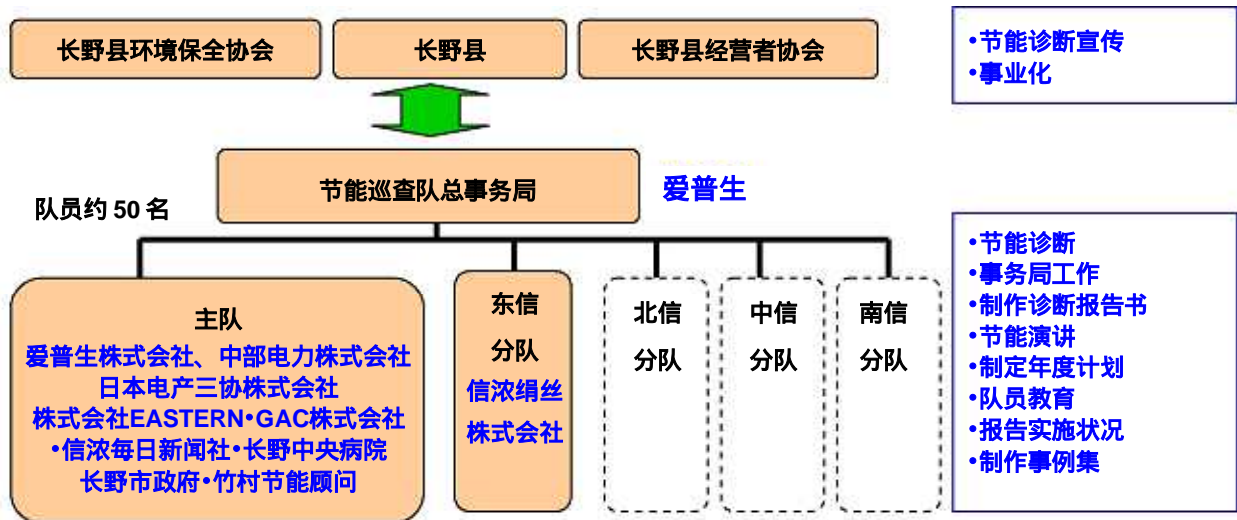 长野县环境保全协会
长野县
长野县经营者协会
•节能诊断宣传
•事业化
节能巡查队总事务局
爱普生
队员约 50 名
主队
爱普生株式会社、中部电力株式会社
日本电产三协株式会社
株式会社EASTERN•GAC株式会社
•信浓每日新闻社•长野中央病院
长野市政府•竹村节能顾问
东信
分队
信浓绢丝
株式会社
北信
分队
中信
分队
南信
分队
•节能诊断
•事务局工作
•制作诊断报告书
•节能演讲
•制定年度计划
•队员教育
•报告实施状况
•制作事例集